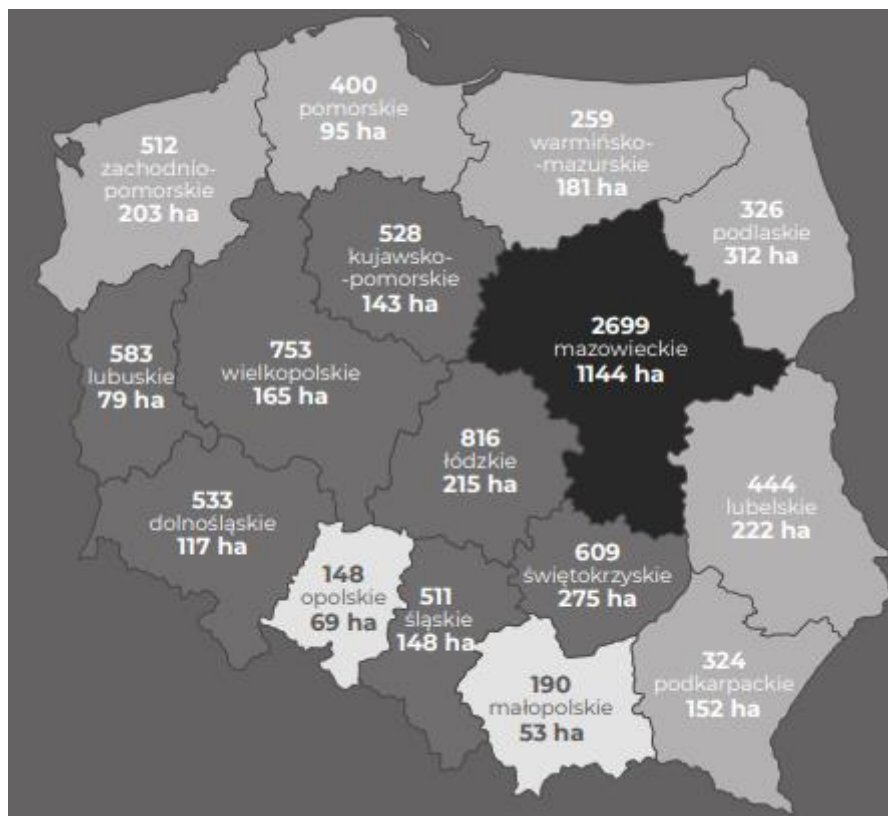 400
pomorskie
95 ha
259
warmińsko-
-mazurskie
181 ha
512
zachodnio-
pomorskie
203 ha
326
podlaskie
312 ha
528
kujawsko-
-pomorskie
143 ha
2699
mazowieckie
1144 ha
583
lubuskie
79 ha
753
wielkopolskie
165 ha
816
łódzkie
215 ha
444
lubelskie
222 ha
533
dolnośląskie
117 ha
609
świętokrzyskie
275 ha
148
opolskie
69 ha
511
śląskie
148 ha
324
podkarpackie
152 ha
190
małopolskie
53 ha